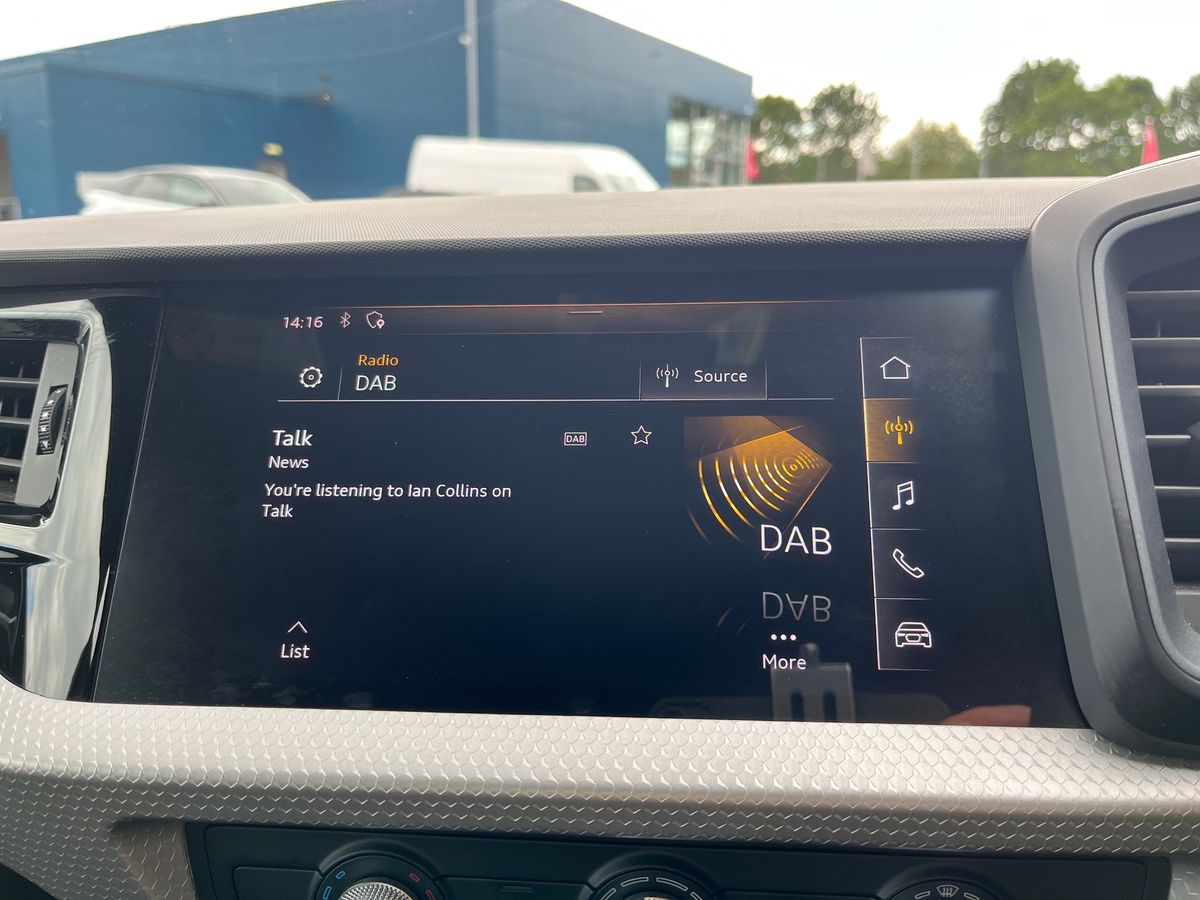 14:16
Radio
DAB
Source
Talk
DAB
News
You're listening to Ian Collins on
Talk
DAB
DAB
List
More